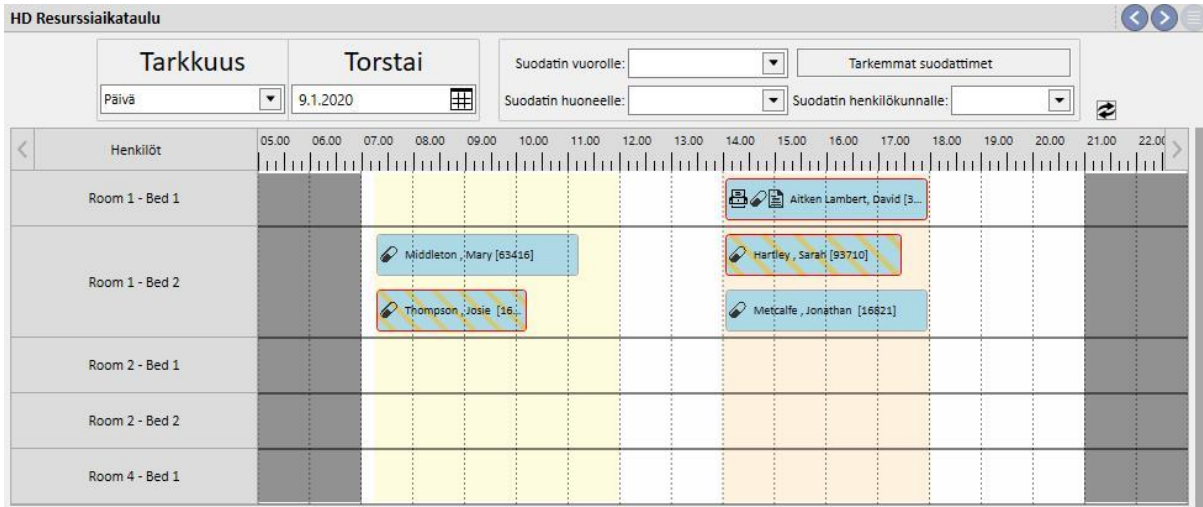 HD Resurssiaikataulu
Tarkkuus Torstai
Suodatin vuorolle: Tarkemmat suodattimet
Päivä 9.1.2020 Suodatin huoneelle: Suodatin henkilökunnalle:
Henkilöt 05.00 06.00 07.00 08.00 09.00 10.00 11.00 12.00 13.00 14.00 15.00 16.00 17.00 18.00 19.00 20.00 21.00 22.00
Room 1 - Bed 1 Aitken Lambert, David [3...
Middleton , Mary [63416] Hartley , Sarah [93710]
Room 1 - Bed 2
Thompson , Josie [16... Metcalfe , Jonathan [16821]
Room 2 - Bed 1
Room 2 - Bed 2
Room 4 - Bed 1